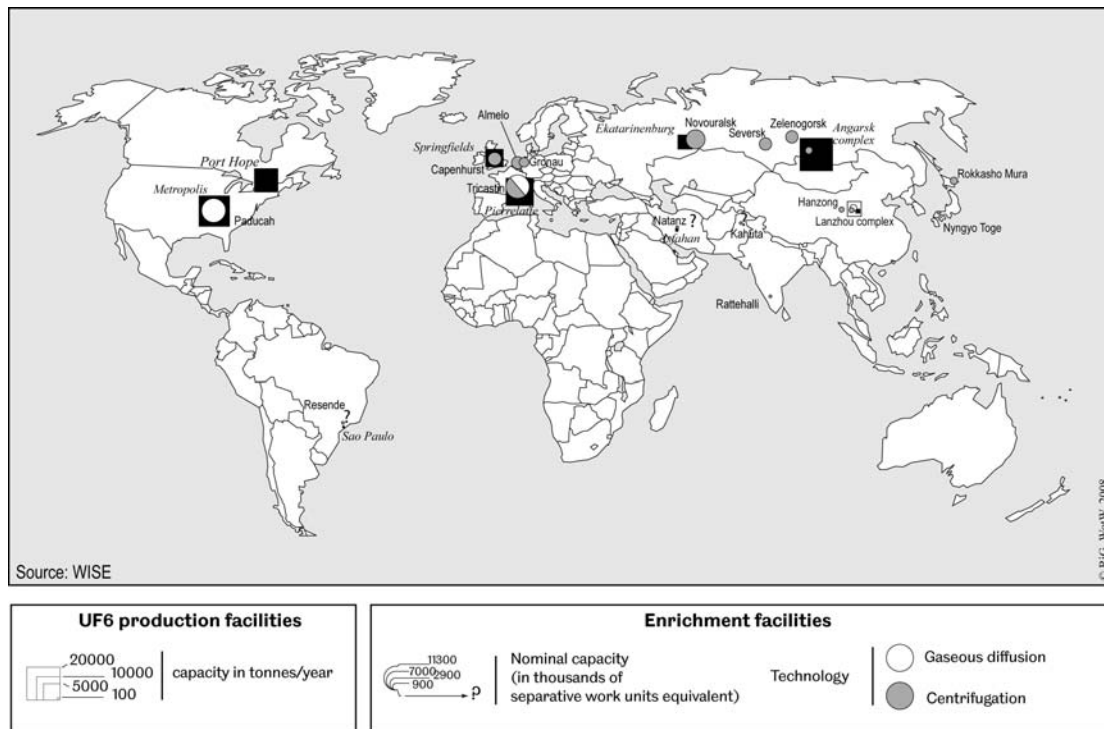 Almelo
Novouralsk
Zelenogorsk
Ekatarinenburg
Seversk
Angarsk
complex
Springfields
Capenhurst
Gronau
Port Hope
Tricastin
Pierrelatte
Metropolis
Paducah
Rokkasho Mura
Hanzong
Lanzhou complex
Nyngyo Toge
Natanz ?
?
Kahuta
Rattehalli
Resende
?
Sao Paulo
Source: WISE
UF6 production facilities
20000
10000
5000
100
capacity in tonnes/year
Enrichment facilities
11300
7000
2900
900
?
Nominal capacity
(in thousands of
separative work units equivalent)
Technology
Gaseous diffusion
Centrifugation